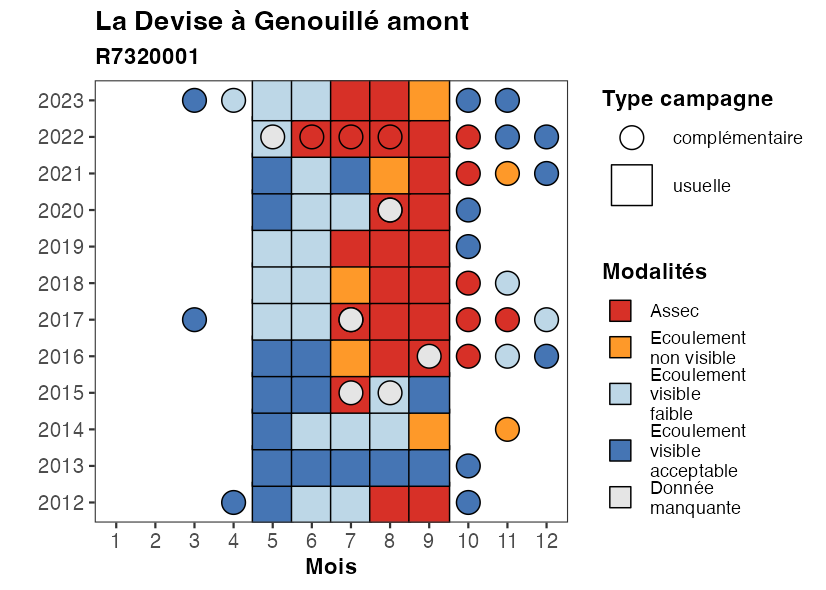 La Devise à Genouillé amont
R7320001
2023
2022
2021
2020
2019
2018
2017
2016
2015
2014
2013
2012
1 2 3 4 5 6 7 8 9 10 11 12
Mois
Type campagne
complémentaire
usuelle
Modalités
Assec
Ecoulement
non visible
Ecoulement
visible
faible
Ecoulement
visible
acceptable
Donnée
manquante